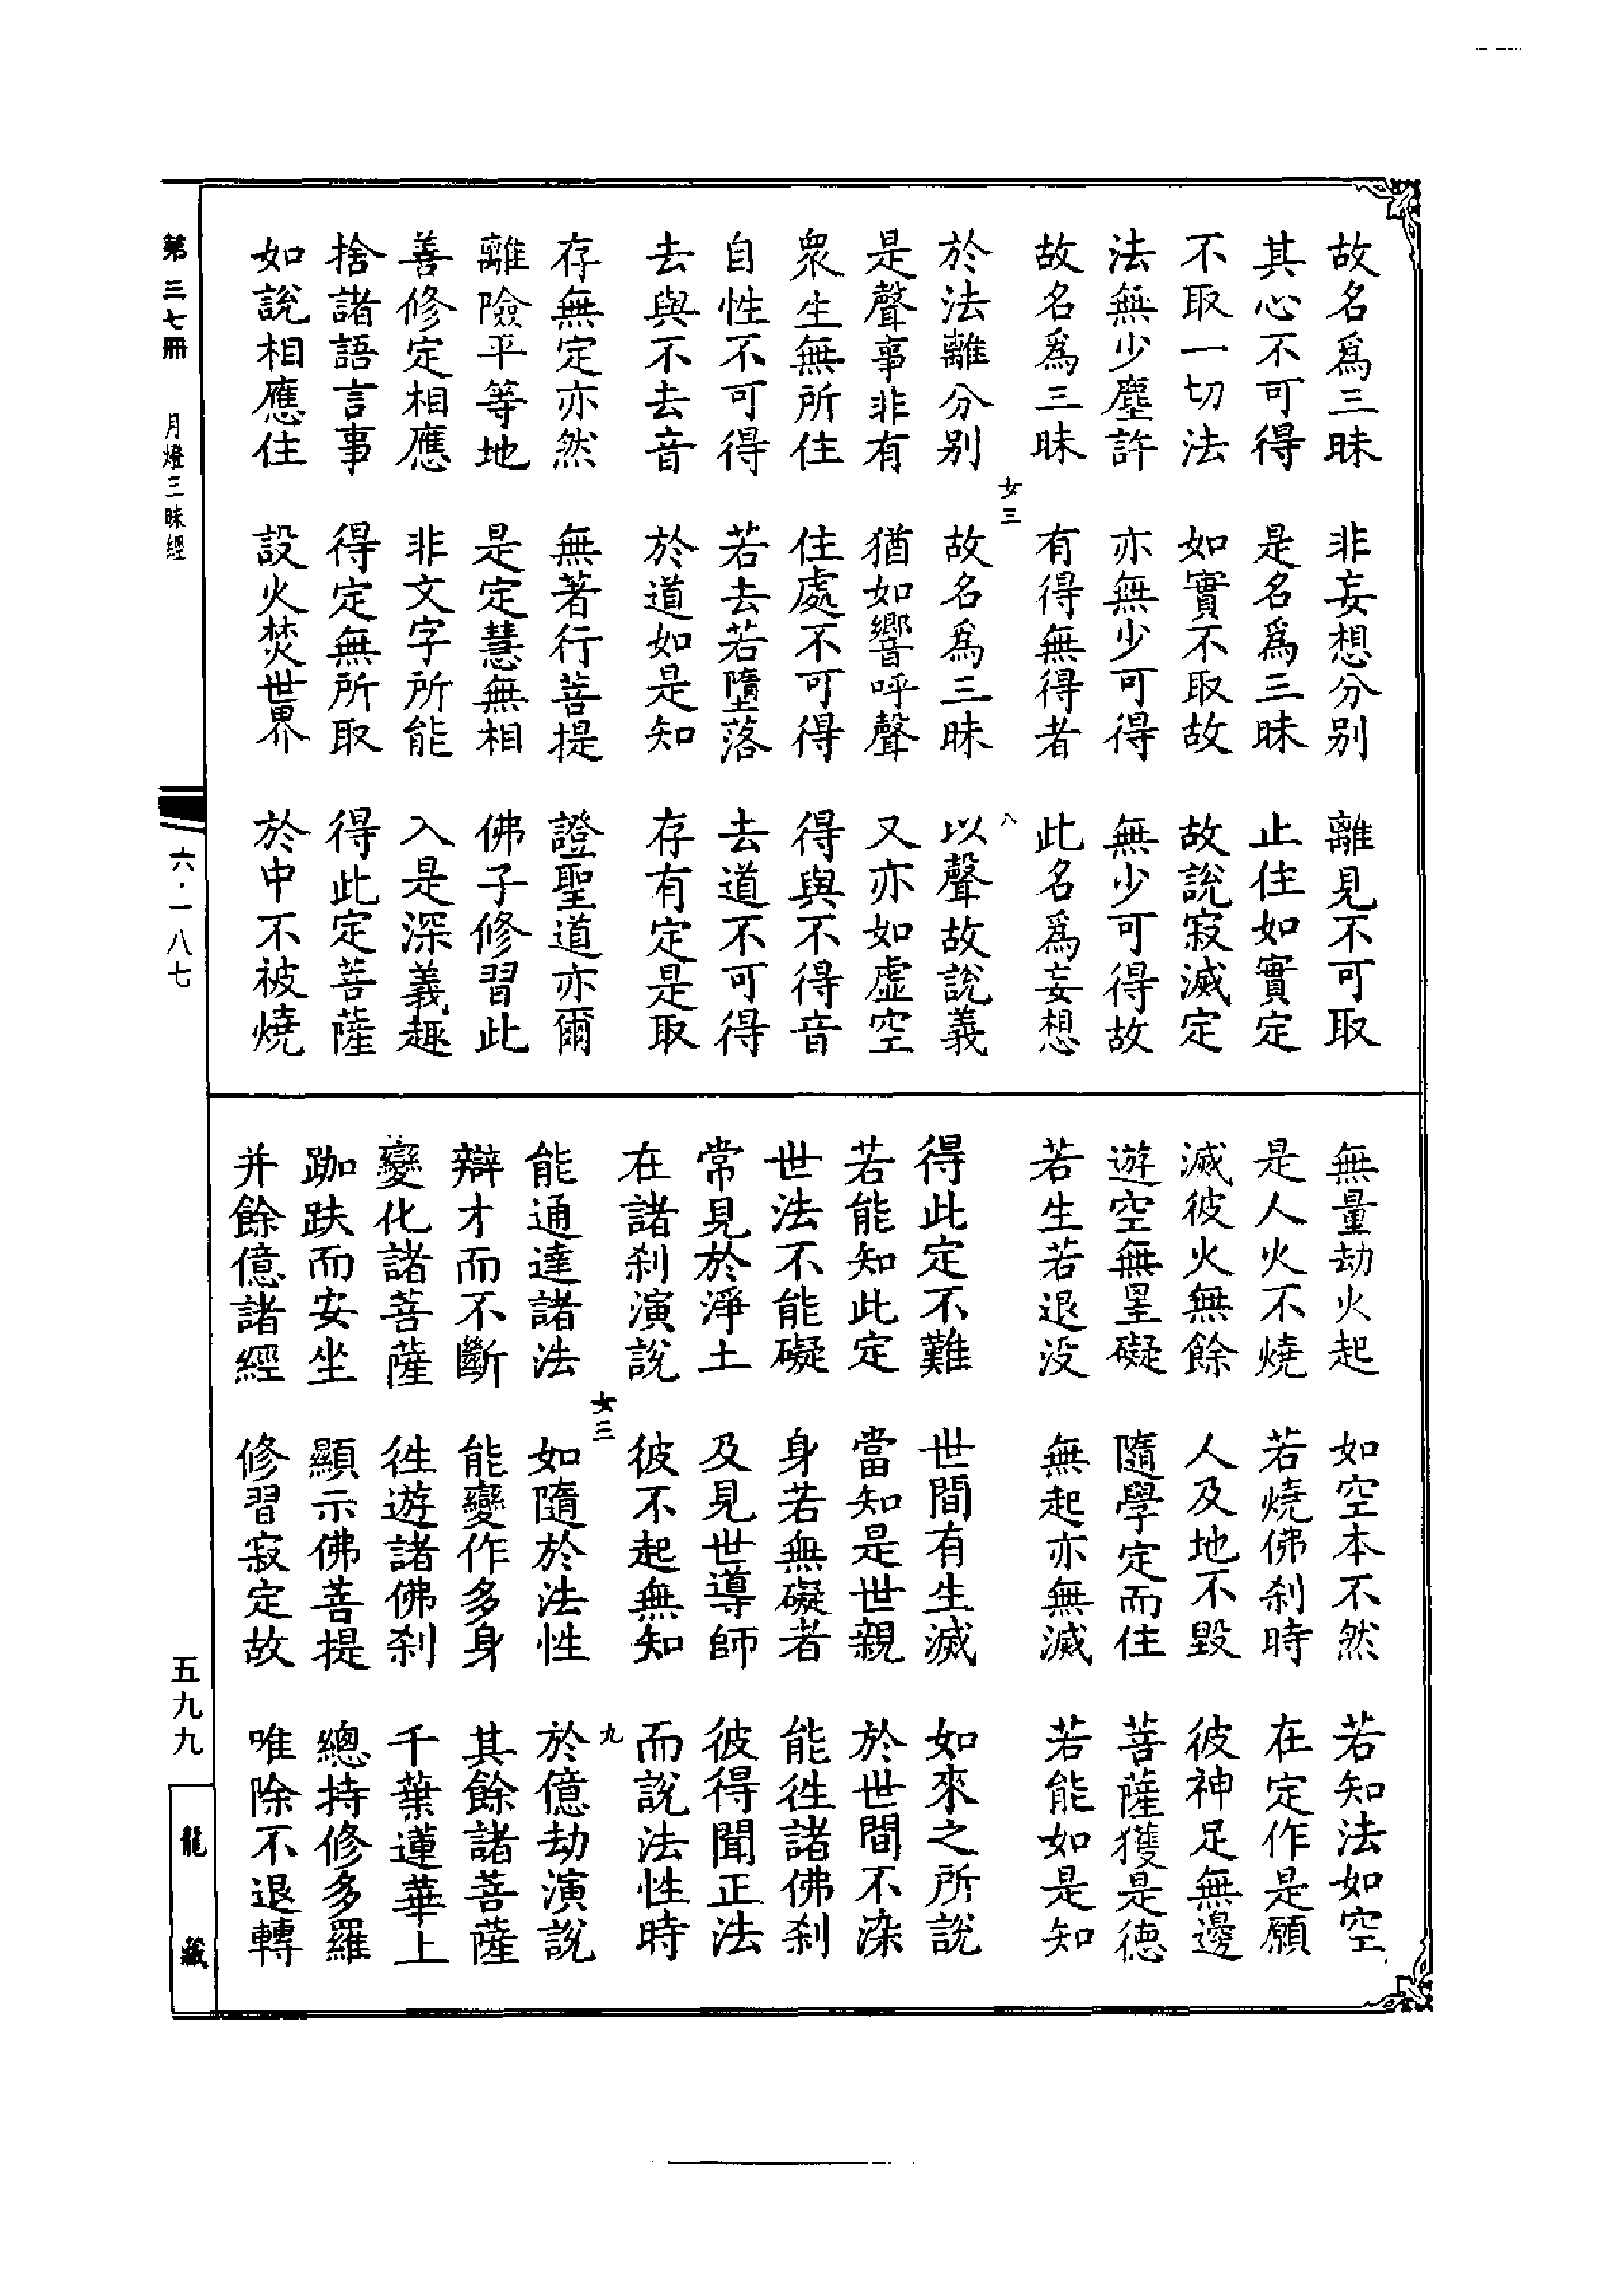 故名為三昧　非妄想分別　離見不可取
其心不可得　是名為三昧　止住如實定
不取一切法　如實不取故　故說寂滅定
法無少塵許　亦無少可得　無少可得故
故名為三昧　有得無得者　此名為妄想
女三　八
於法離分別　故名為三昧　以聲故說義
是聲事非有　猶如響呼聲　又亦如虛空
眾生無所住　住處不可得　得與不得音
自性不可得　若去若墮落　去道不可得
去與不去音　於道如是知　存有定是取
存無定亦然　無著行菩提　證聖道亦爾
離險平等地　是定慧無相　佛子修習此
善修定相應　非文字所能　入是深義趣
捨諸語言事　得定無所取　得此定菩薩
如說相應住　設火焚世界　於中不被燒
無量劫火起　如空本不然　若知法如空
是人火不燒　若燒佛刹時　在定作是願
滅彼火無餘　人及地不毀　彼神足無邊
遊空無罣礙　隨學定而住　菩薩獲是德
若生若退没　無起亦無滅　若能如是知
得此定不難　世間有生滅　如來之所說
若能知此定　當知是世親　於世間不染
世法不能礙　身若無礙者　能往諸佛刹
常見於淨土　及見世導師　彼得聞正法
在諸刹演說　彼不起無知　而說法性時
女三　九
能通達諸法　如隨於法性　於億劫演說
辯才而不斷　能變作多身　其餘諸菩薩
變化諸菩薩　往遊諸佛刹　千葉蓮華上
跏趺而安坐　顯示佛菩提　總持修多羅
并餘億諸經　修習寂定故　唯除不退轉
第三七冊　月燈三昧經　六·一八七　五九九　龍藏